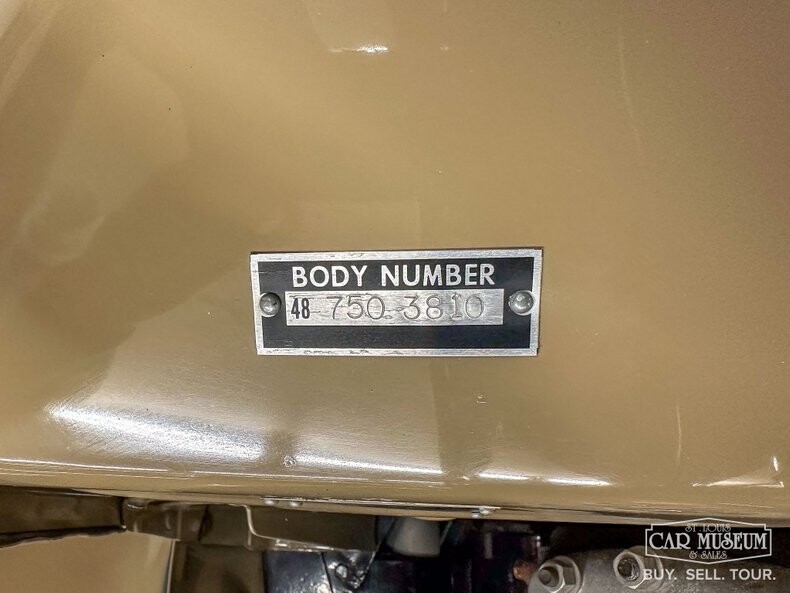 BODY NUMBER
48 750 3810
ST. LOUIS
CAR MUSEUM
& SALES
BUY. SELL. TOUR.